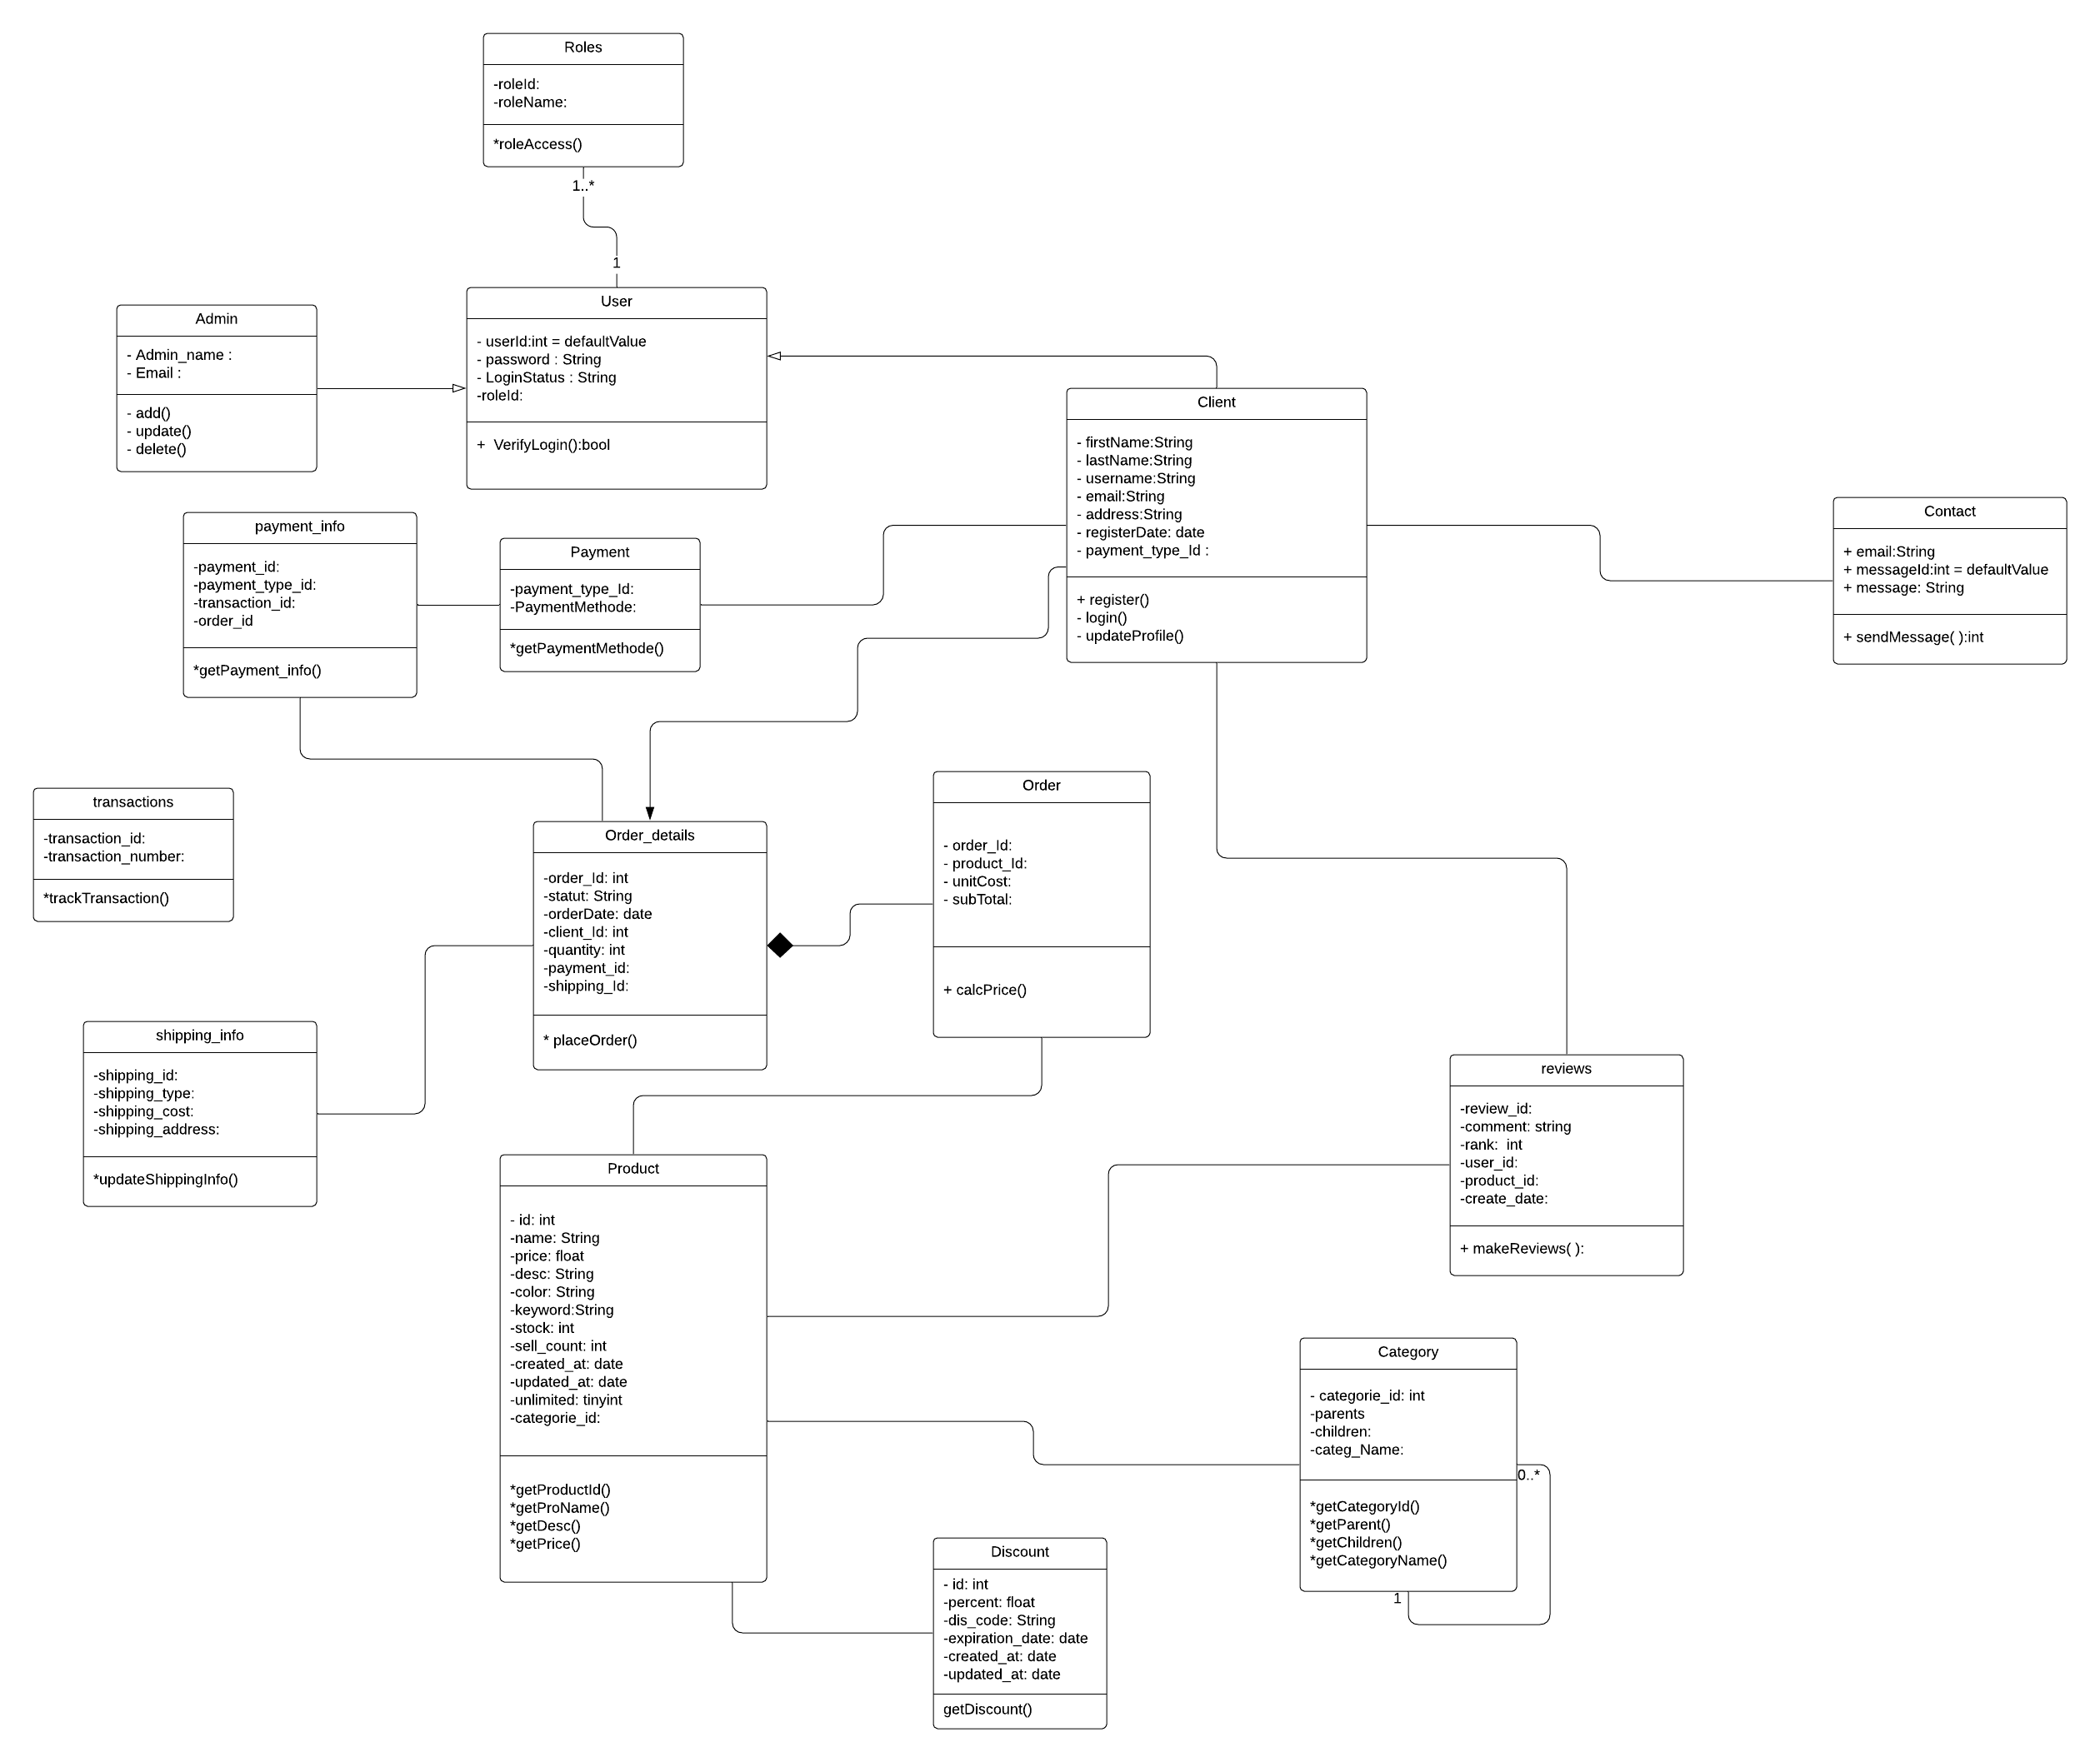 Roles
-roleId:
-roleName:
*roleAccess()
1..*
1
User
- userId:int = defaultValue
- password : String
- LoginStatus : String
-roleId:
+  VerifyLogin():bool
Admin
- Admin_name :
- Email :
- add()
- update()
- delete()
Client
- firstName:String
- lastName:String
- username:String
- email:String
- address:String
- registerDate: date
- payment_type_Id :
+ register()
- login()
- updateProfile()
Contact
+ email:String
+ messageId:int = defaultValue
+ message: String
+ sendMessage( ):int
payment_info
-payment_id:
-payment_type_id:
-transaction_id:
-order_id
*getPayment_info()
Payment
-payment_type_Id:
-PaymentMethode:
*getPaymentMethode()
transactions
-transaction_id:
-transaction_number:
*trackTransaction()
Order_details
-order_Id: int
-statut: String
-orderDate: date
-client_Id: int
-quantity: int
-payment_id:
-shipping_Id:
* placeOrder()
Order
- order_Id:
- product_Id:
- unitCost:
- subTotal:
+ calcPrice()
shipping_info
-shipping_id:
-shipping_type:
-shipping_cost:
-shipping_address:
*updateShippingInfo()
reviews
-review_id:
-comment: string
-rank:  int
-user_id:
-product_id:
-create_date:
+ makeReviews( ):
Product
- id: int
-name: String
-price: float
-desc: String
-color: String
-keyword:String
-stock: int
-sell_count: int
-created_at: date
-updated_at: date
-unlimited: tinyint
-categorie_id:
*getProductId()
*getProName()
*getDesc()
*getPrice()
Category
- categorie_id: int
-parents
-children:
-categ_Name:
*getCategoryId()
*getParent()
*getChildren()
*getCategoryName()
0..*
1
Discount
- id: int
-percent: float
-dis_code: String
-expiration_date: date
-created_at: date
-updated_at: date
getDiscount()